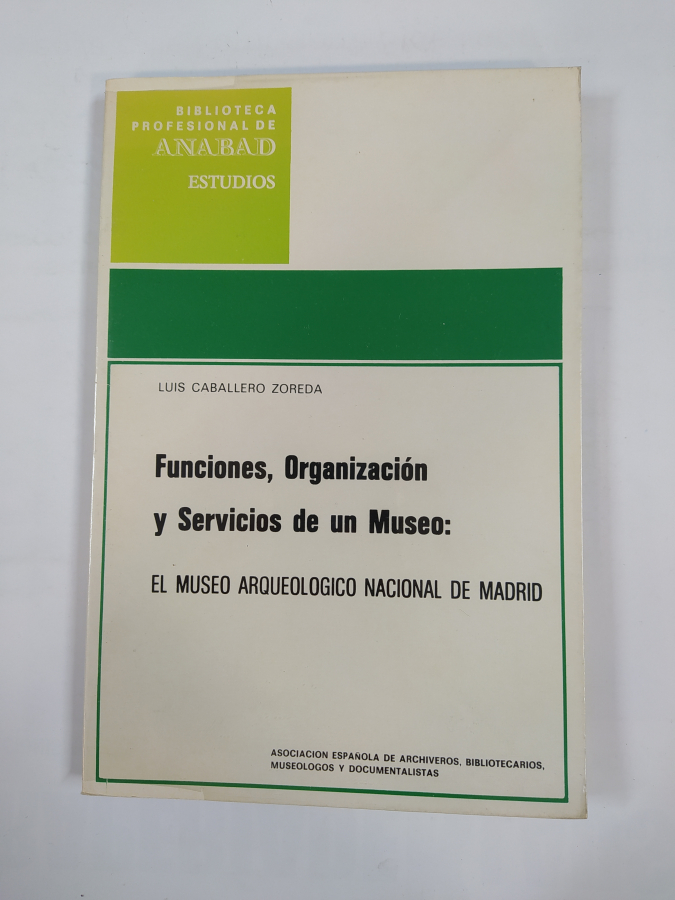 BIBLIOTECA
PROFESIONAL DE
ANABAD
ESTUDIOS
LUIS CABALLERO ZOREDA
Funciones, Organización
y Servicios de un Museo:
EL MUSEO ARQUEOLOGICO NACIONAL DE MADRID
ASOCIACION ESPAÑOLA DE ARCHIVEROS, BIBLIOTECARIOS,
MUSEOLOGOS Y DOCUMENTALISTAS